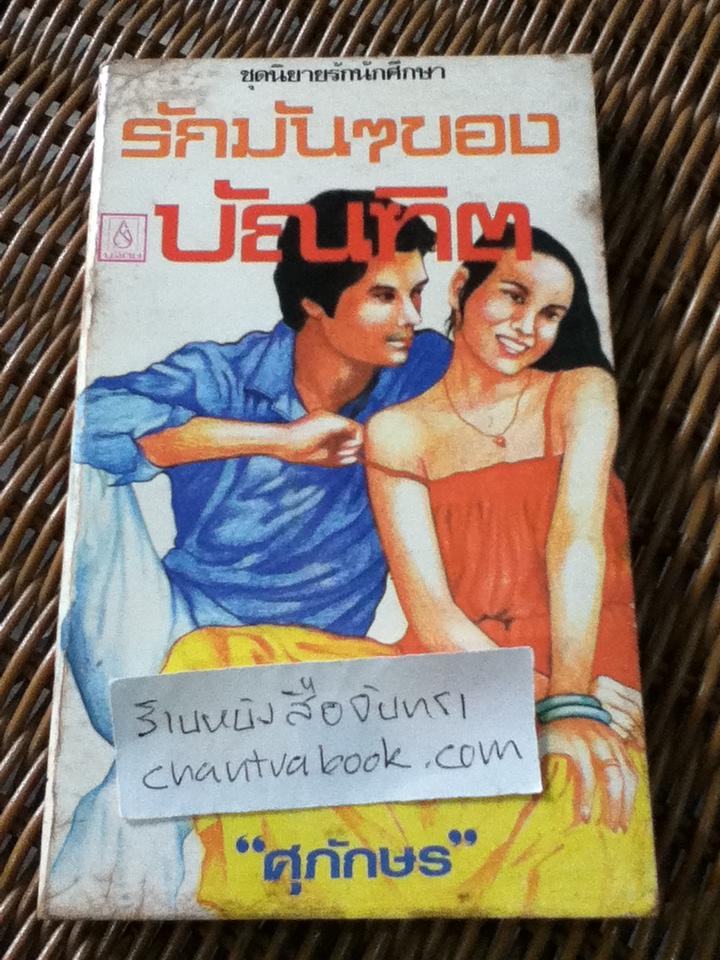 ชุดนิยายรักนักศึกษา
รักมันๆของ
บัณฑิต
ร้านหนังสือจันทรา
chantrabook.com
“ศุภักษร”